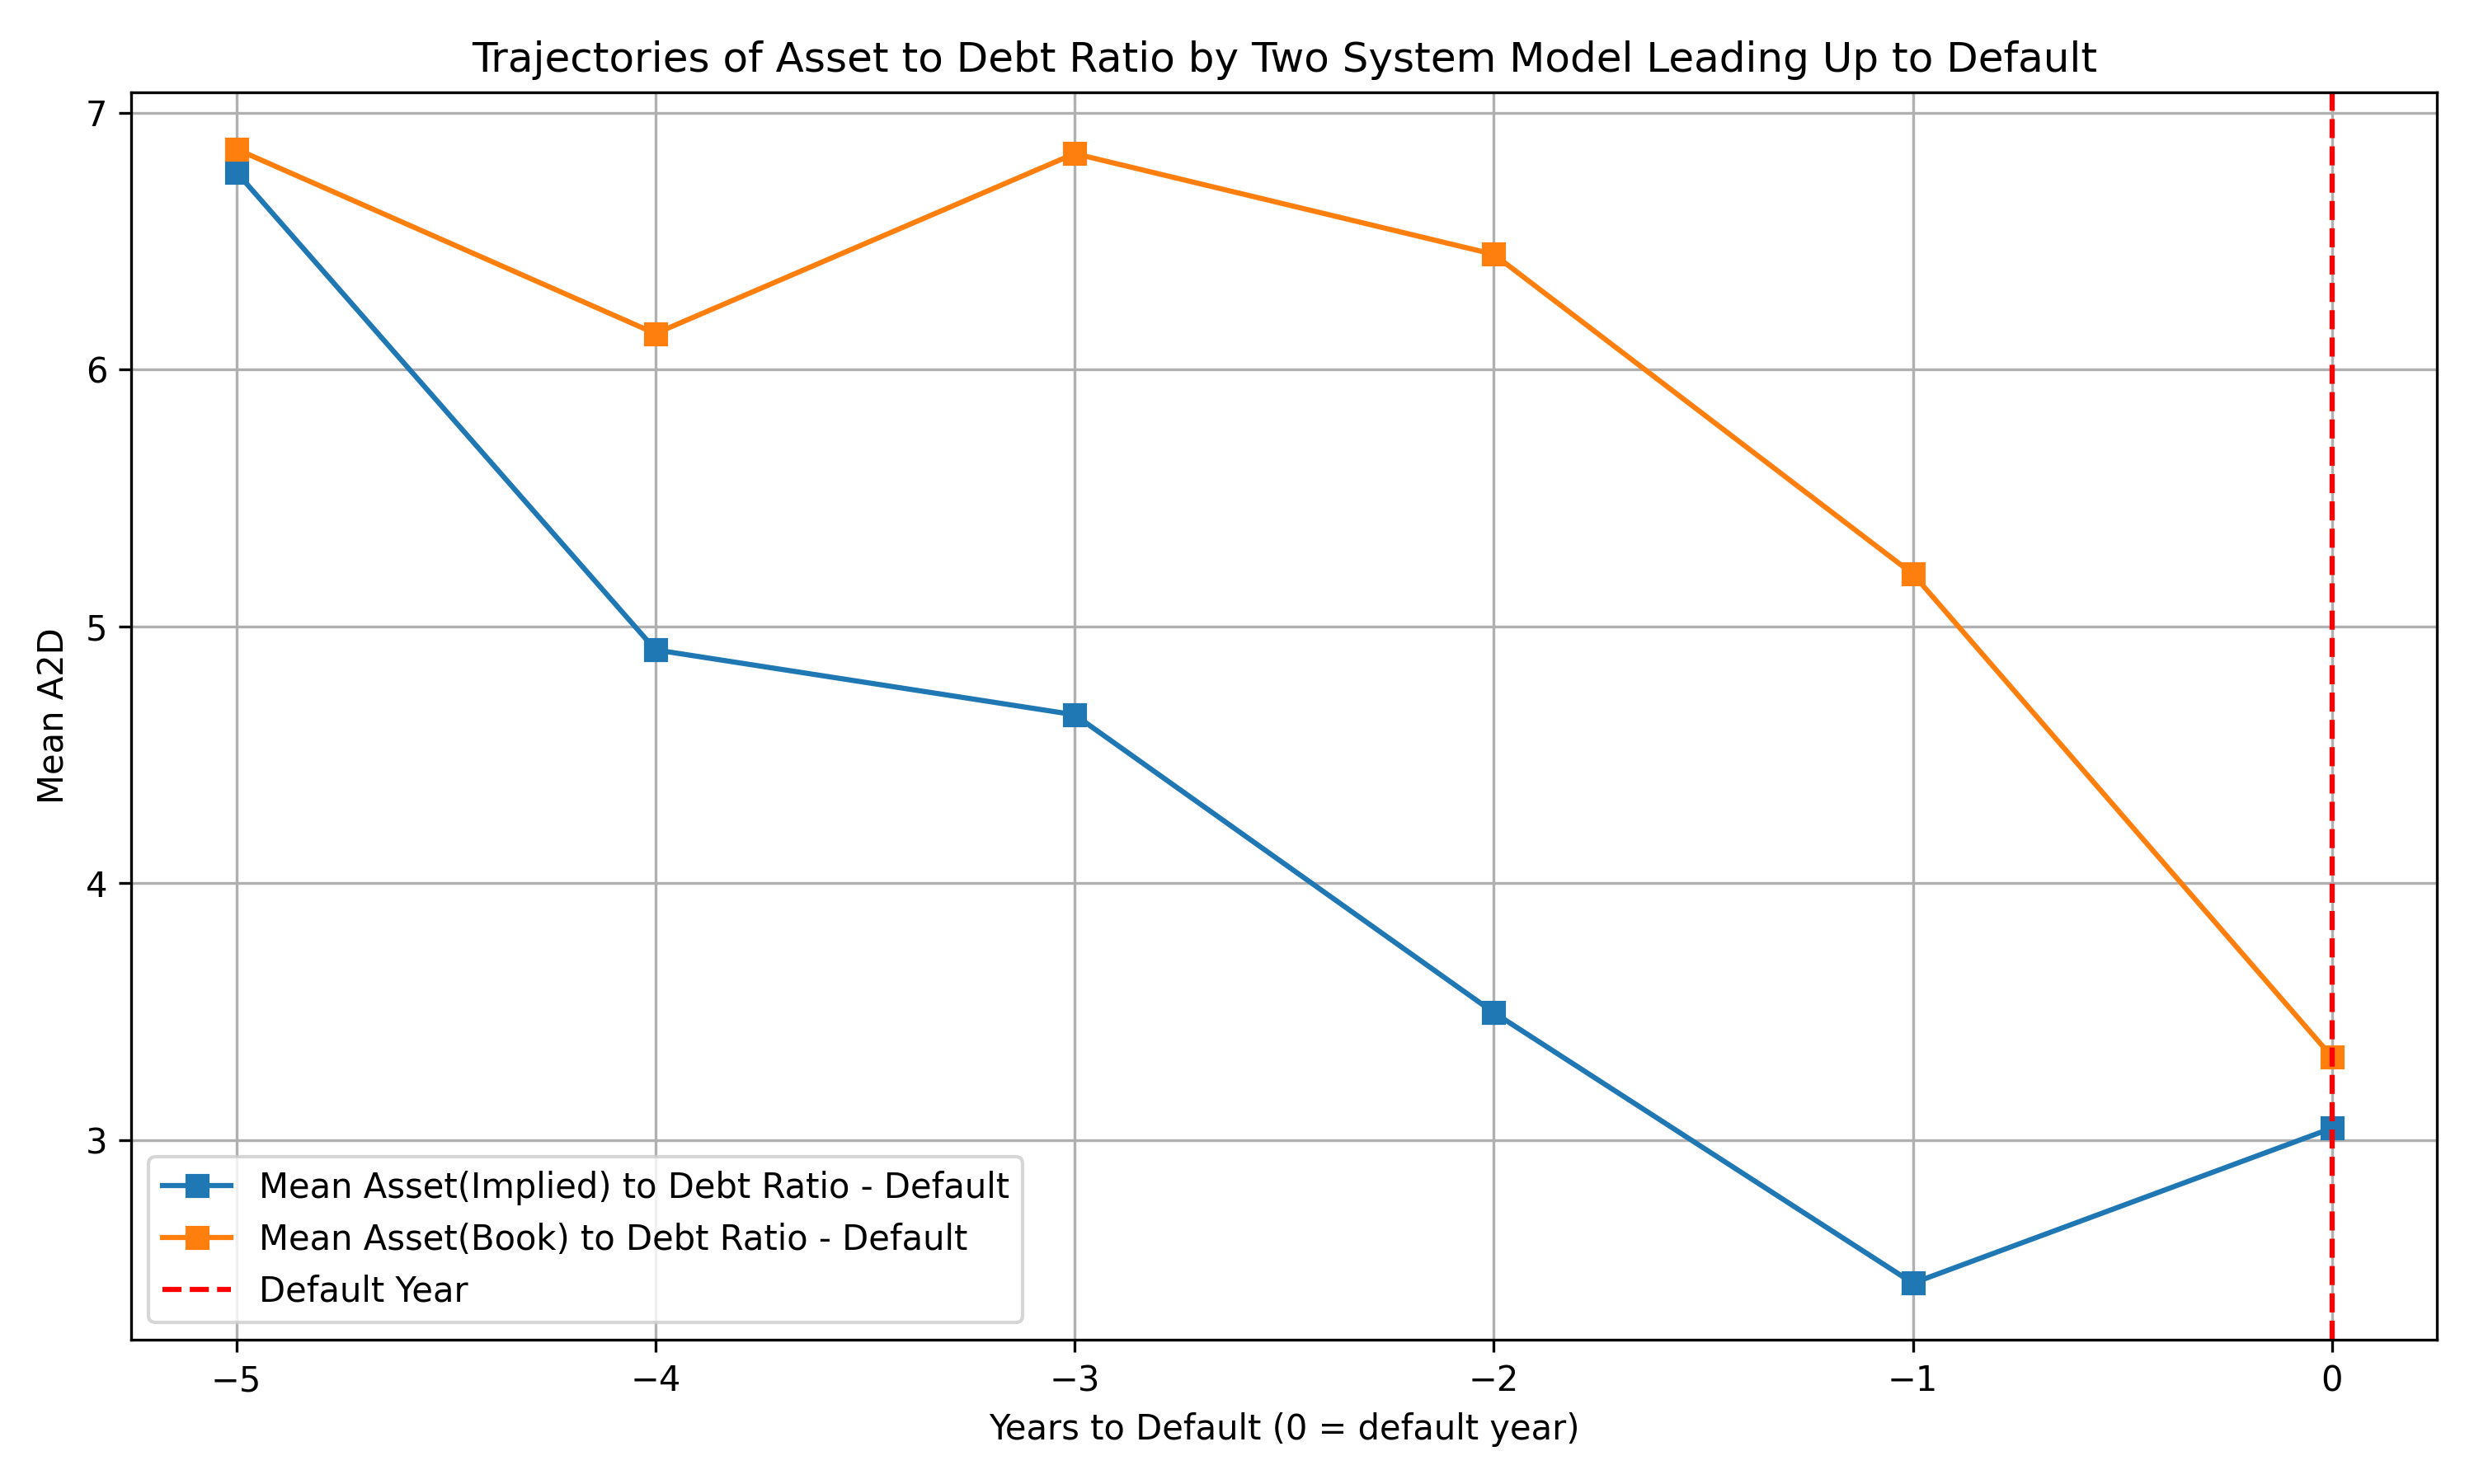 Trajectories of Asset to Debt Ratio by Two System Model Leading Up to Default
7
6
5
4
3
Mean A2D
Mean Asset(Implied) to Debt Ratio - Default
Mean Asset(Book) to Debt Ratio - Default
Default Year
−5
−4
−3
−2
−1
0
Years to Default (0 = default year)